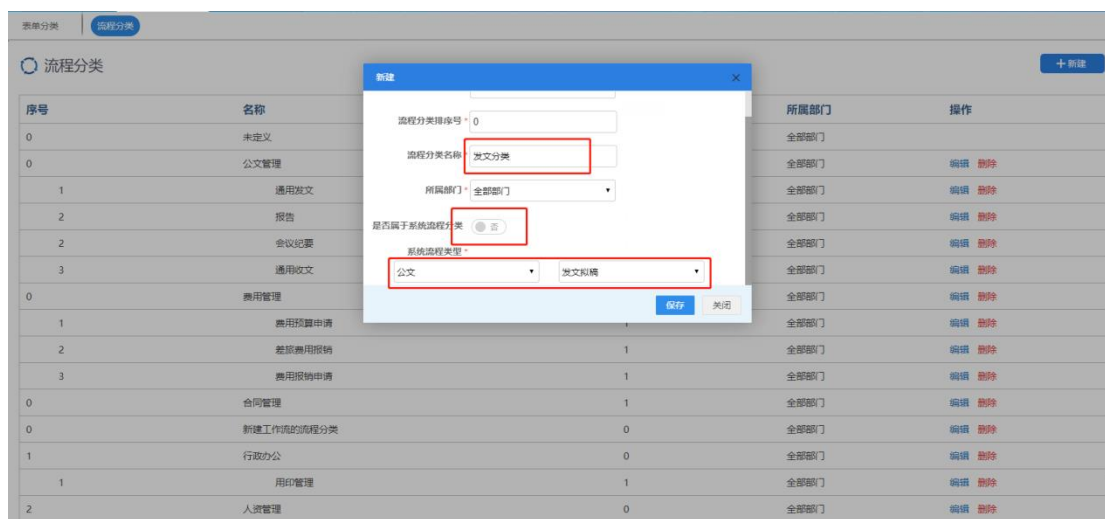 表单分类 流程分类
流程分类
+新建
新建 ×
序号 名称 所属部门 操作
流程分类排序号 * 0
0 未定义 全部部门
流程分类名称 * 发文分类
0 公文管理 全部部门 编辑 删除
所属部门 * 全部部门
1 通用发文 全部部门 编辑 删除
2 报告 全部部门 编辑 删除
是否属于系统流程分类 否
2 会议纪要 全部部门 编辑 删除
系统流程类型 *
3 通用收文 全部部门 编辑 删除
公文 发文拟稿
0 费用管理 全部部门 编辑 删除
保存 关闭
1 费用预算申请 1 全部部门 编辑 删除
2 差旅费用报销 1 全部部门 编辑 删除
3 费用报销申请 1 全部部门 编辑 删除
0 合同管理 1 全部部门 编辑 删除
0 新建工作流的流程分类 0 全部部门 编辑 删除
1 行政办公 0 全部部门 编辑 删除
1 用印管理 1 全部部门 编辑 删除
2 人资管理 0 全部部门 编辑 删除